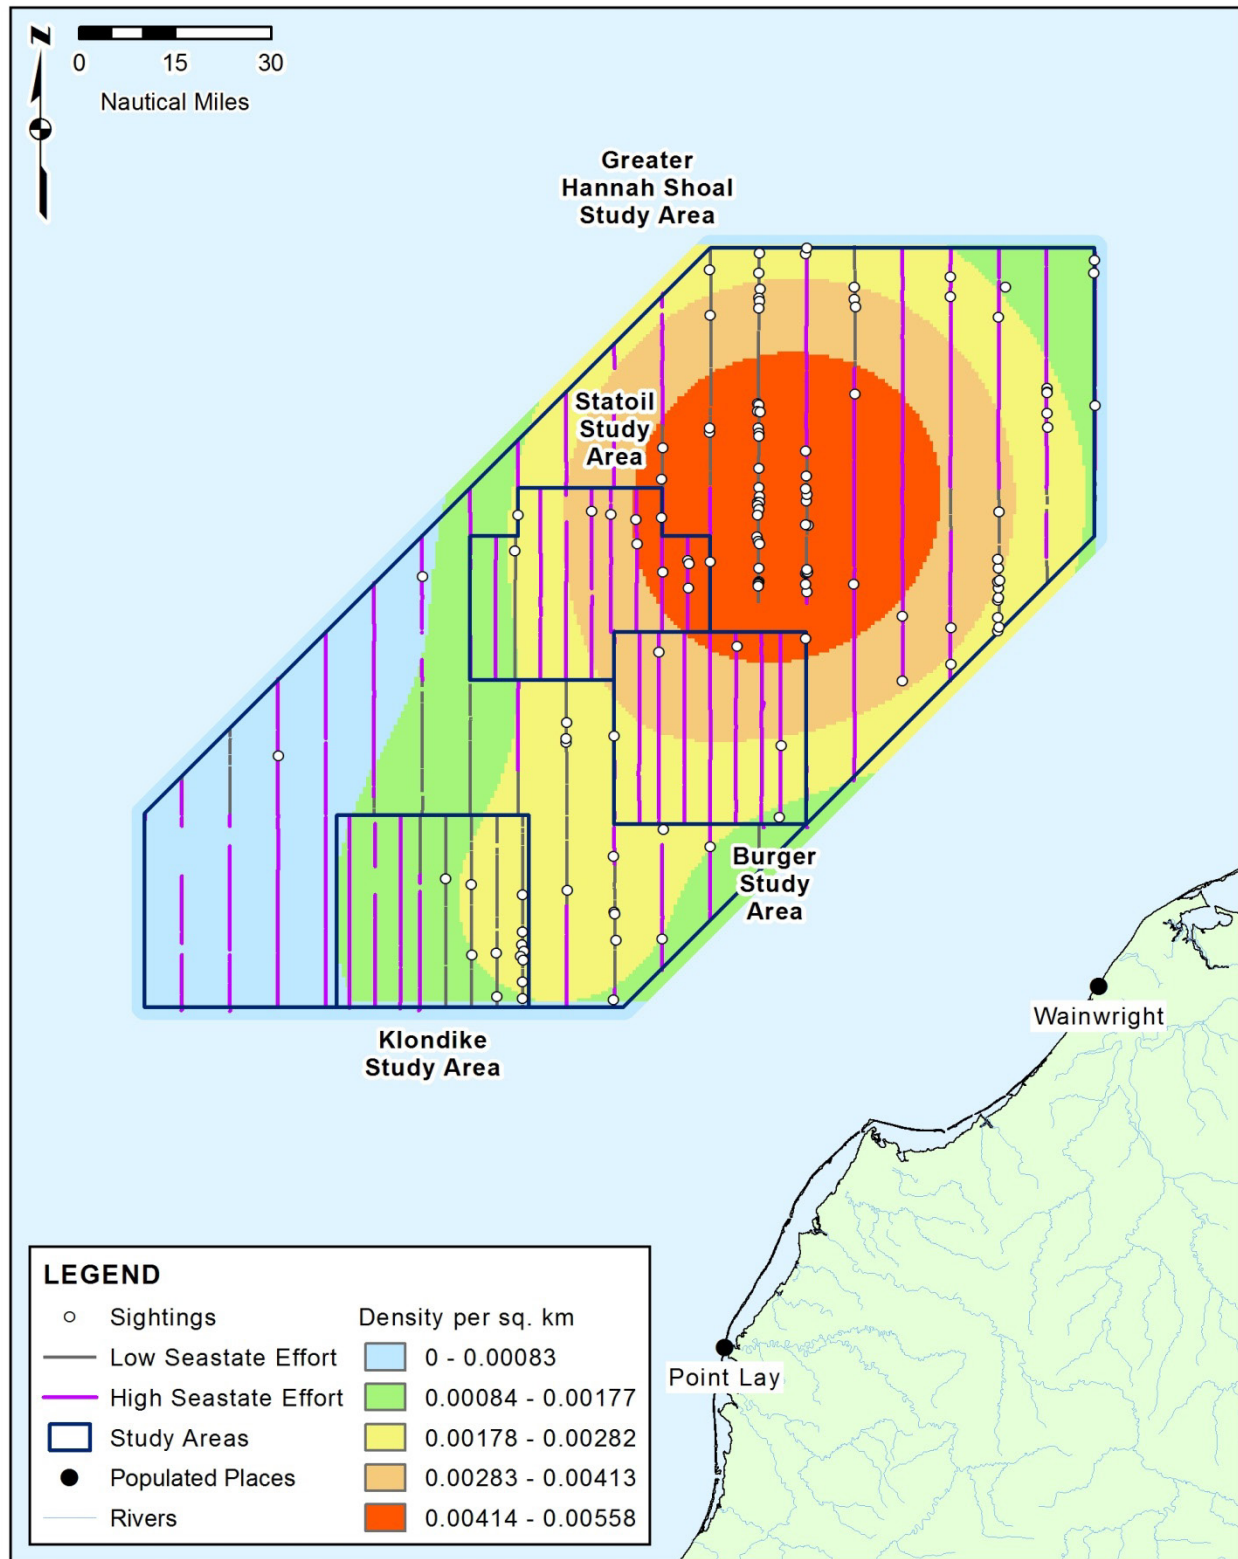 N
0 15 30
Nautical Miles
Greater
Hannah Shoal
Study Area
Statoil
Study
Area
Burger
Study
Area
Klondike
Study Area
Wainwright
Point Lay
LEGEND
Sightings
Low Seastate Effort
High Seastate Effort
Study Areas
Populated Places
Rivers
Density per sq. km
0 - 0.00083
0.00084 - 0.00177
0.00178 - 0.00282
0.00283 - 0.00413
0.00414 - 0.00558